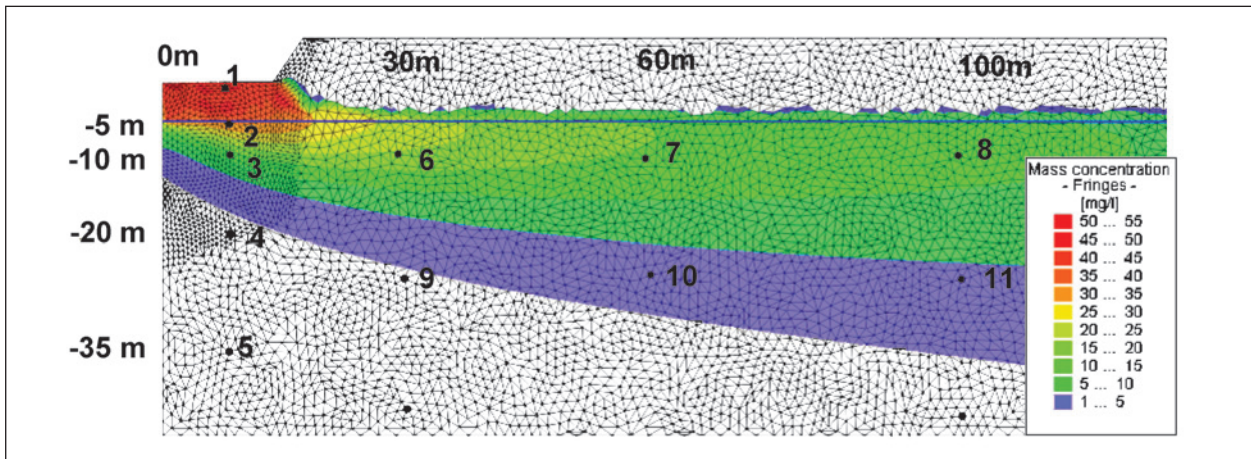 0m
30m
60m
100m
1
-5 m
2
-10 m
3
6
7
8
-20 m
4
9
10
11
-35 m
5
Mass concentration
- Fringes -
[mg/l]
50 ... 55
45 ... 50
40 ... 45
35 ... 40
30 ... 35
25 ... 30
20 ... 25
15 ... 20
10 ... 15
5 ... 10
1 ... 5